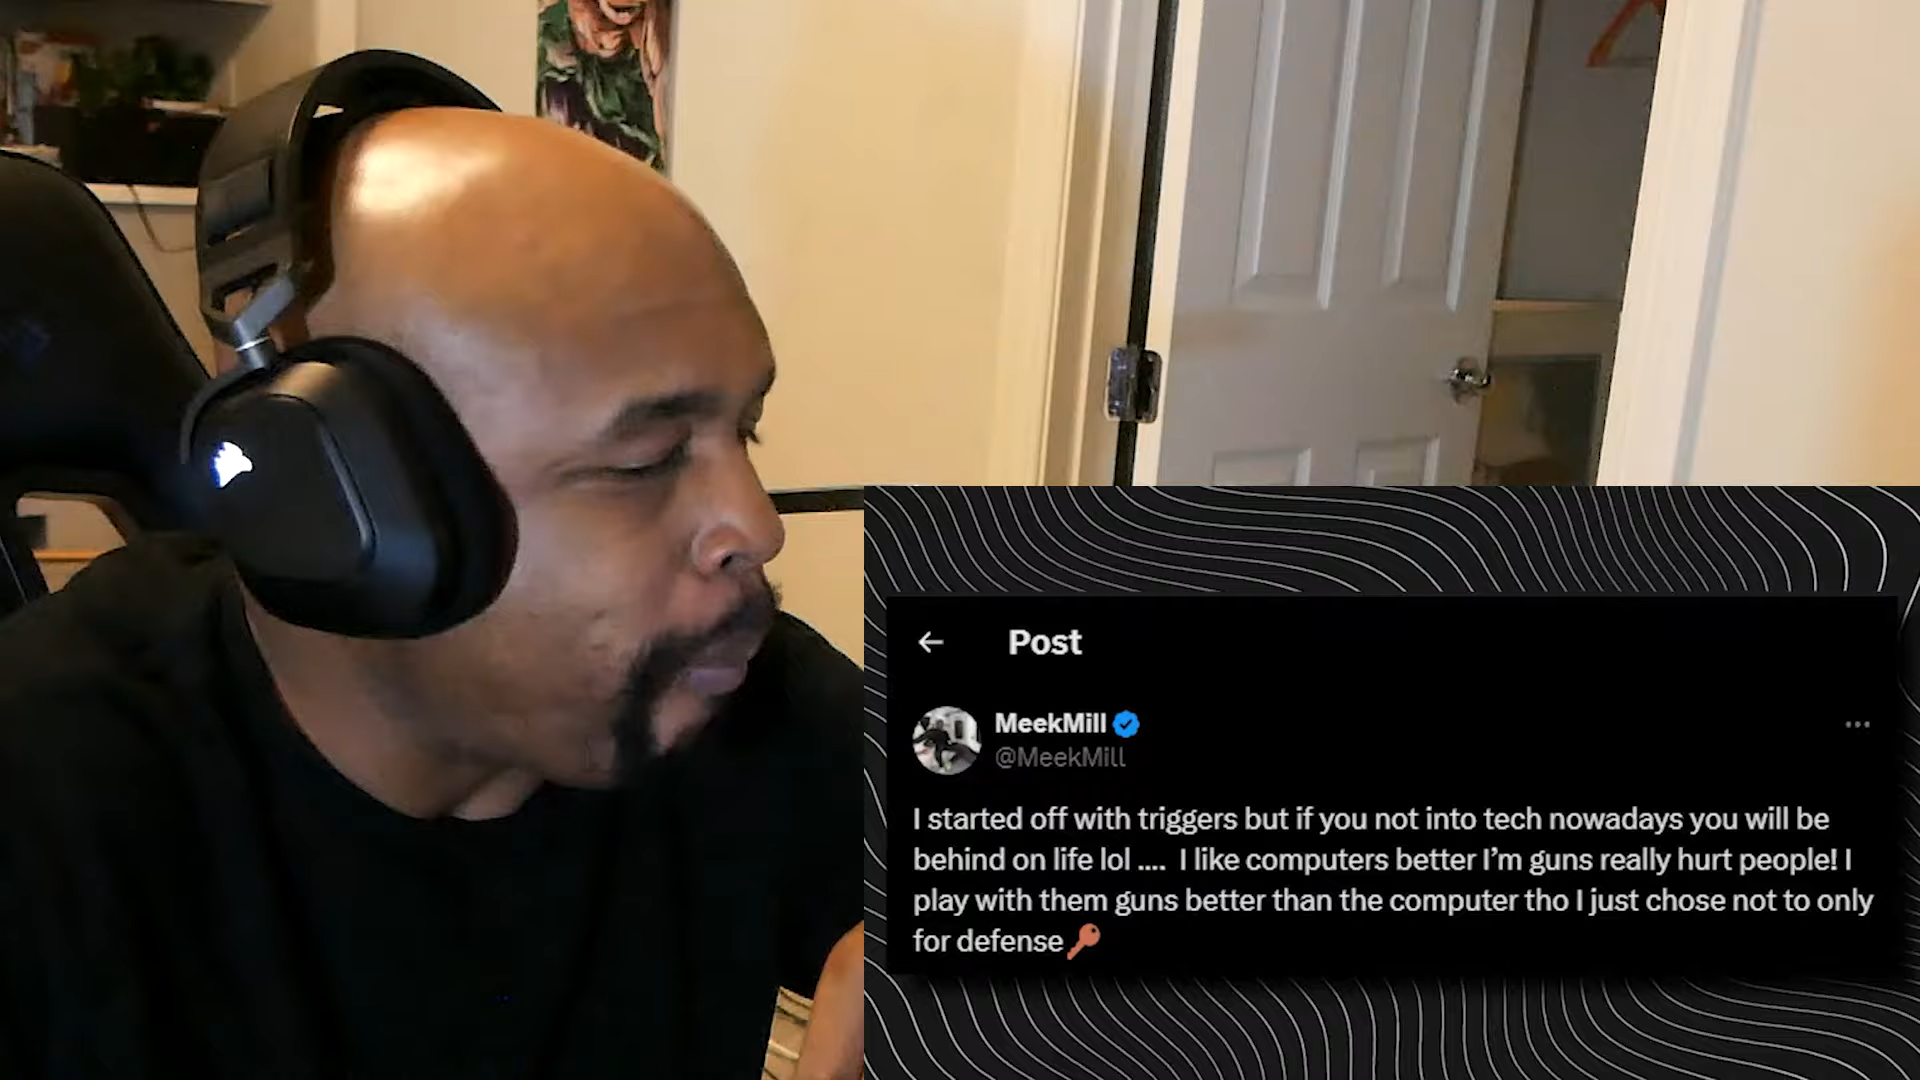 Post
MeekMill
@MeekMill
I started off with triggers but if you not into tech nowadays you will be
behind on life lol .... I like computers better I’m guns really hurt people! I
play with them guns better than the computer tho I just chose not to only
for defense🔑